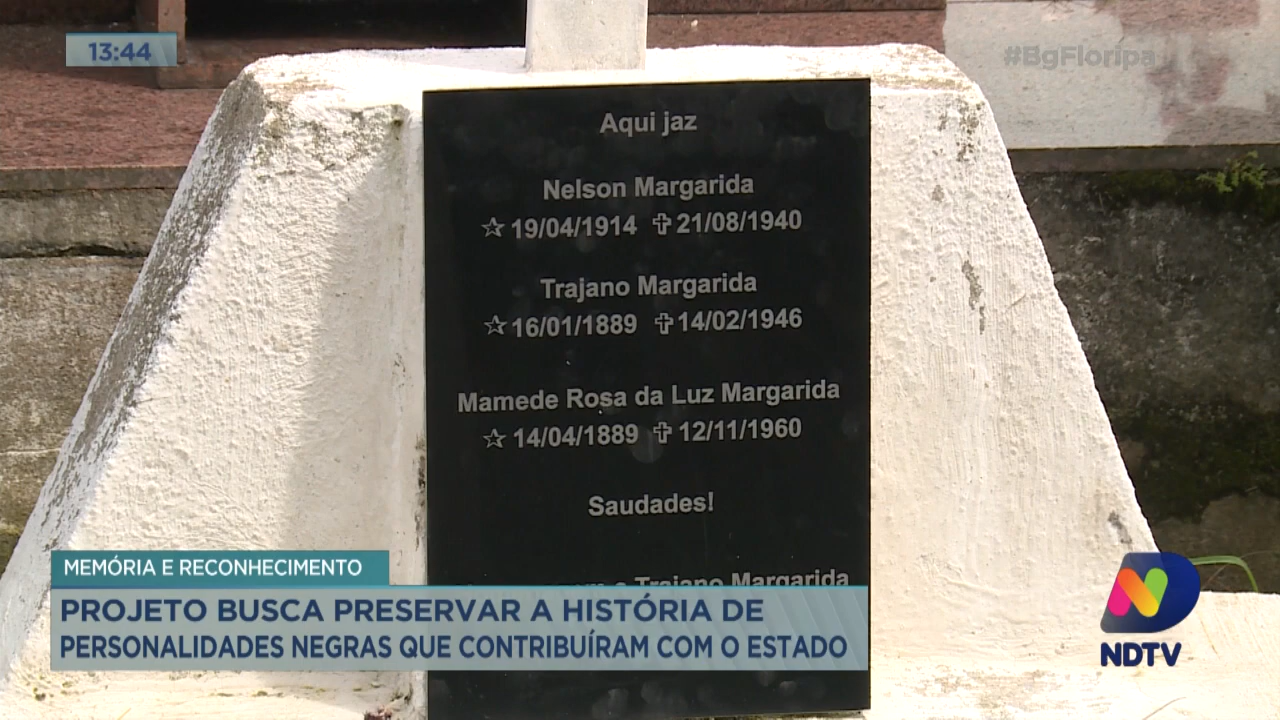 13:44
#BgFloripa
Aqui jaz
Nelson Margarida
☆ 19/04/1914 ✝ 21/08/1940
Trajano Margarida
☆ 16/01/1889 ✝ 14/02/1946
Mamede Rosa da Luz Margarida
☆ 14/04/1889 ✝ 12/11/1960
Saudades!
a Trajano Margarida
MEMÓRIA E RECONHECIMENTO
PROJETO BUSCA PRESERVAR A HISTÓRIA DE
PERSONALIDADES NEGRAS QUE CONTRIBUÍRAM COM O ESTADO
NDTV